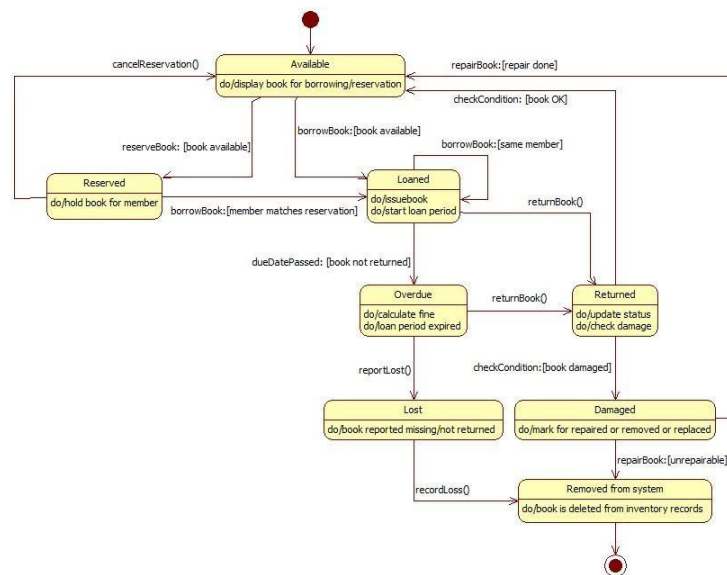 Available
cancelReservation()
repairBook:[repair done]
do/display book for borrowing/reservation
checkCondition: [book OK]
borrowBook:[book available]
reserveBook: [book available]
borrowBook:[same member]
Reserved
Loaned
do/hold book for member
do/issuebook
do/start loan period
borrowBook:[member matches reservation]
returnBook()
dueDatePassed: [book not returned]
Overdue
returnBook()
Returned
do/calculate fine
do/loan period expired
do/update status
do/check damage
reportLost()
checkCondition:[book damaged]
Lost
Damaged
do/book reported missing/not returned
do/mark for repaired or removed or replaced
repairBook:[unrepairable]
recordLoss()
Removed from system
do/book is deleted from inventory records